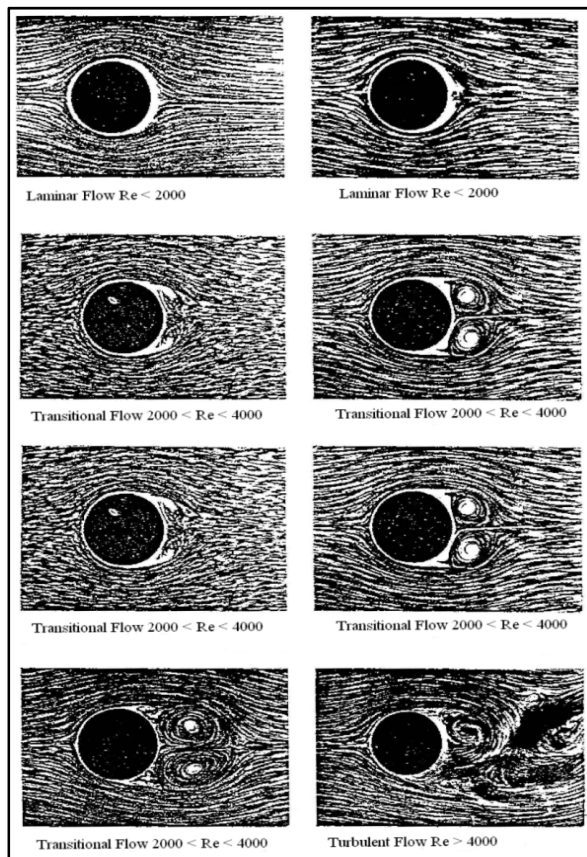 Laminar Flow Re < 2000
Laminar Flow Re < 2000
Transitional Flow 2000 < Re < 4000
Transitional Flow 2000 < Re < 4000
Transitional Flow 2000 < Re < 4000
Transitional Flow 2000 < Re < 4000
Transitional Flow 2000 < Re < 4000
Turbulent Flow Re > 4000